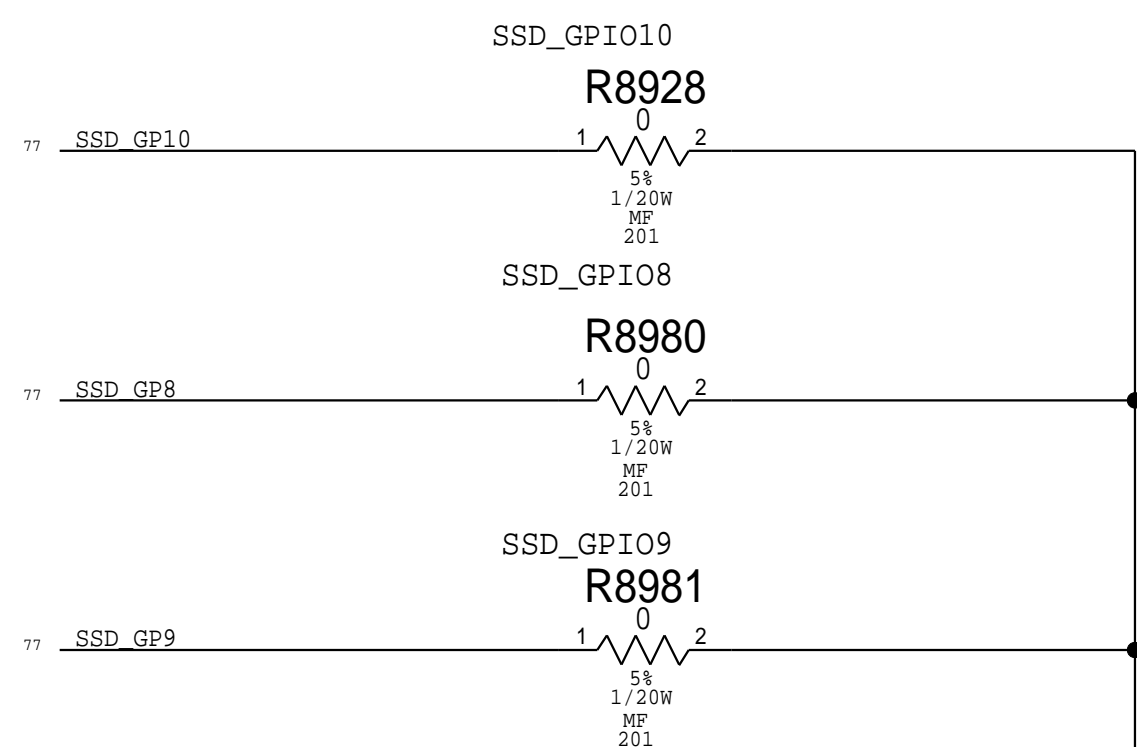 SSD_GPIO10
R8928
0
77 SSD_GP10 1 2
5%
1/20W
MF
201
SSD_GPIO8
R8980
0
77 SSD_GP8 1 2
5%
1/20W
MF
201
SSD_GPIO9
R8981
0
77 SSD_GP9 1 2
5%
1/20W
MF
201